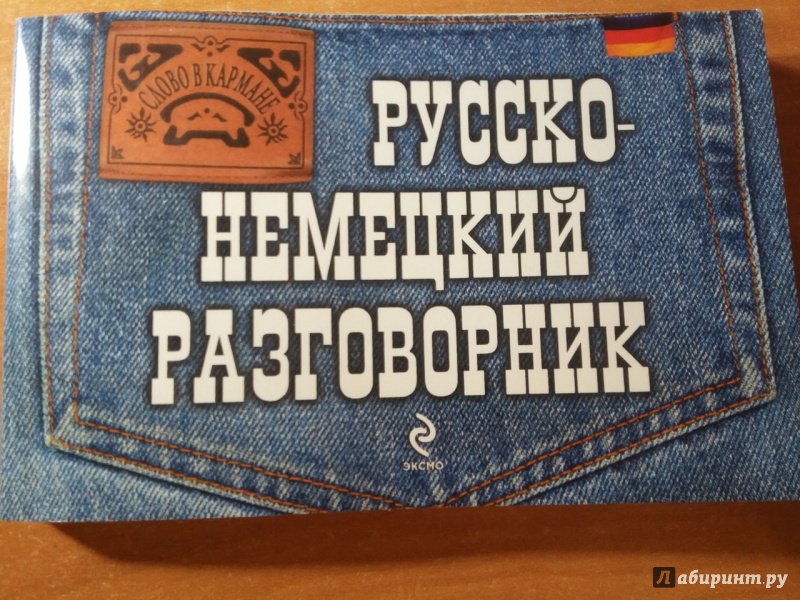 СЛОВО В КАРМАНЕ
РУССКО-
НЕМЕЦКИЙ
РАЗГОВОРНИК
ЭКСМО
Лабиринт.ру